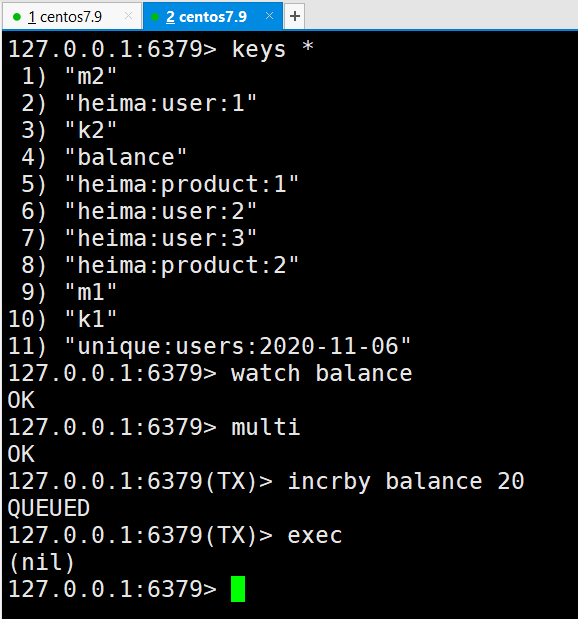 1 centos7.9 × 2 centos7.9 × +
127.0.0.1:6379> keys *
 1) "m2"
 2) "heima:user:1"
 3) "k2"
 4) "balance"
 5) "heima:product:1"
 6) "heima:user:2"
 7) "heima:user:3"
 8) "heima:product:2"
 9) "m1"
10) "k1"
11) "unique:users:2020-11-06"
127.0.0.1:6379> watch balance
OK
127.0.0.1:6379> multi
OK
127.0.0.1:6379(TX)> incrby balance 20
QUEUED
127.0.0.1:6379(TX)> exec
(nil)
127.0.0.1:6379>